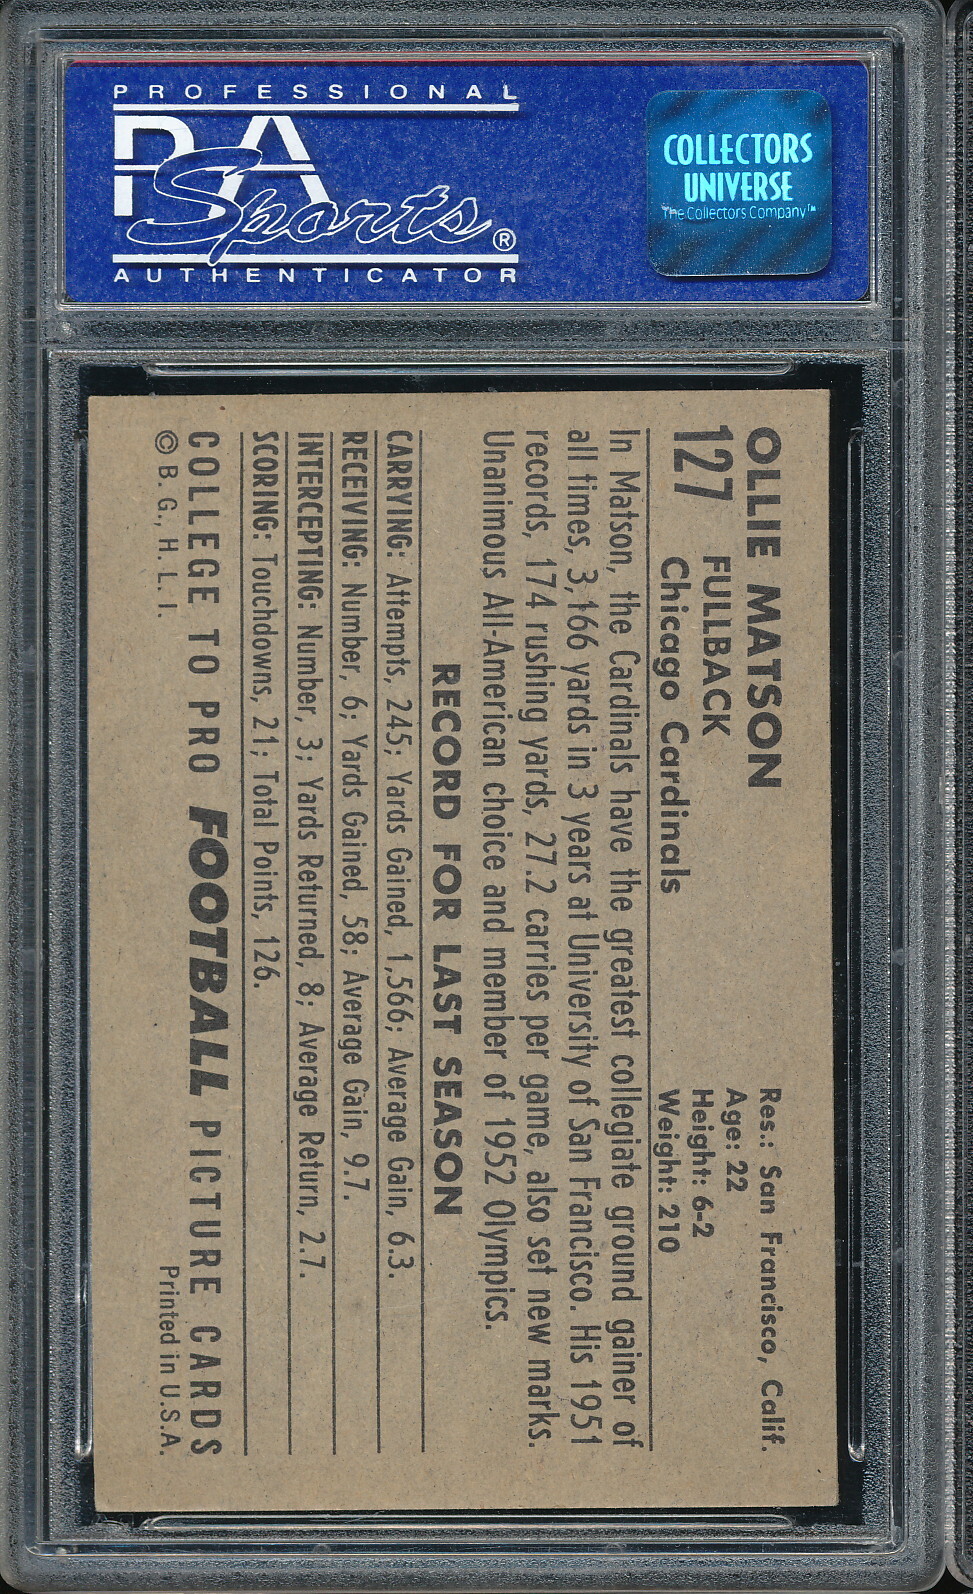 PROFESSIONAL
PSA
Sports®
AUTHENTICATOR
COLLECTORS
UNIVERSE
The Collectors Company™
OLLIE MATSON
127 FULLBACK
Chicago Cardinals
Res.: San Francisco, Calif.
Age: 22
Height: 6-2
Weight: 210
In Matson, the Cardinals have the greatest collegiate ground gainer of
all times, 3,166 yards in 3 years at University of San Francisco. His 1951
records, 174 rushing yards, 27.2 carries per game, also set new marks.
Unanimous All-American choice and member of 1952 Olympics.
RECORD FOR LAST SEASON
CARRYING: Attempts, 245; Yards Gained, 1,566; Average Gain, 6.3.
RECEIVING: Number, 6; Yards Gained, 58; Average Gain, 9.7.
INTERCEPTING: Number, 3; Yards Returned, 8; Average Return, 2.7.
SCORING: Touchdowns, 21; Total Points, 126.
COLLEGE TO PRO FOOTBALL PICTURE CARDS
© B. G., H. L. I.
Printed in U.S.A.